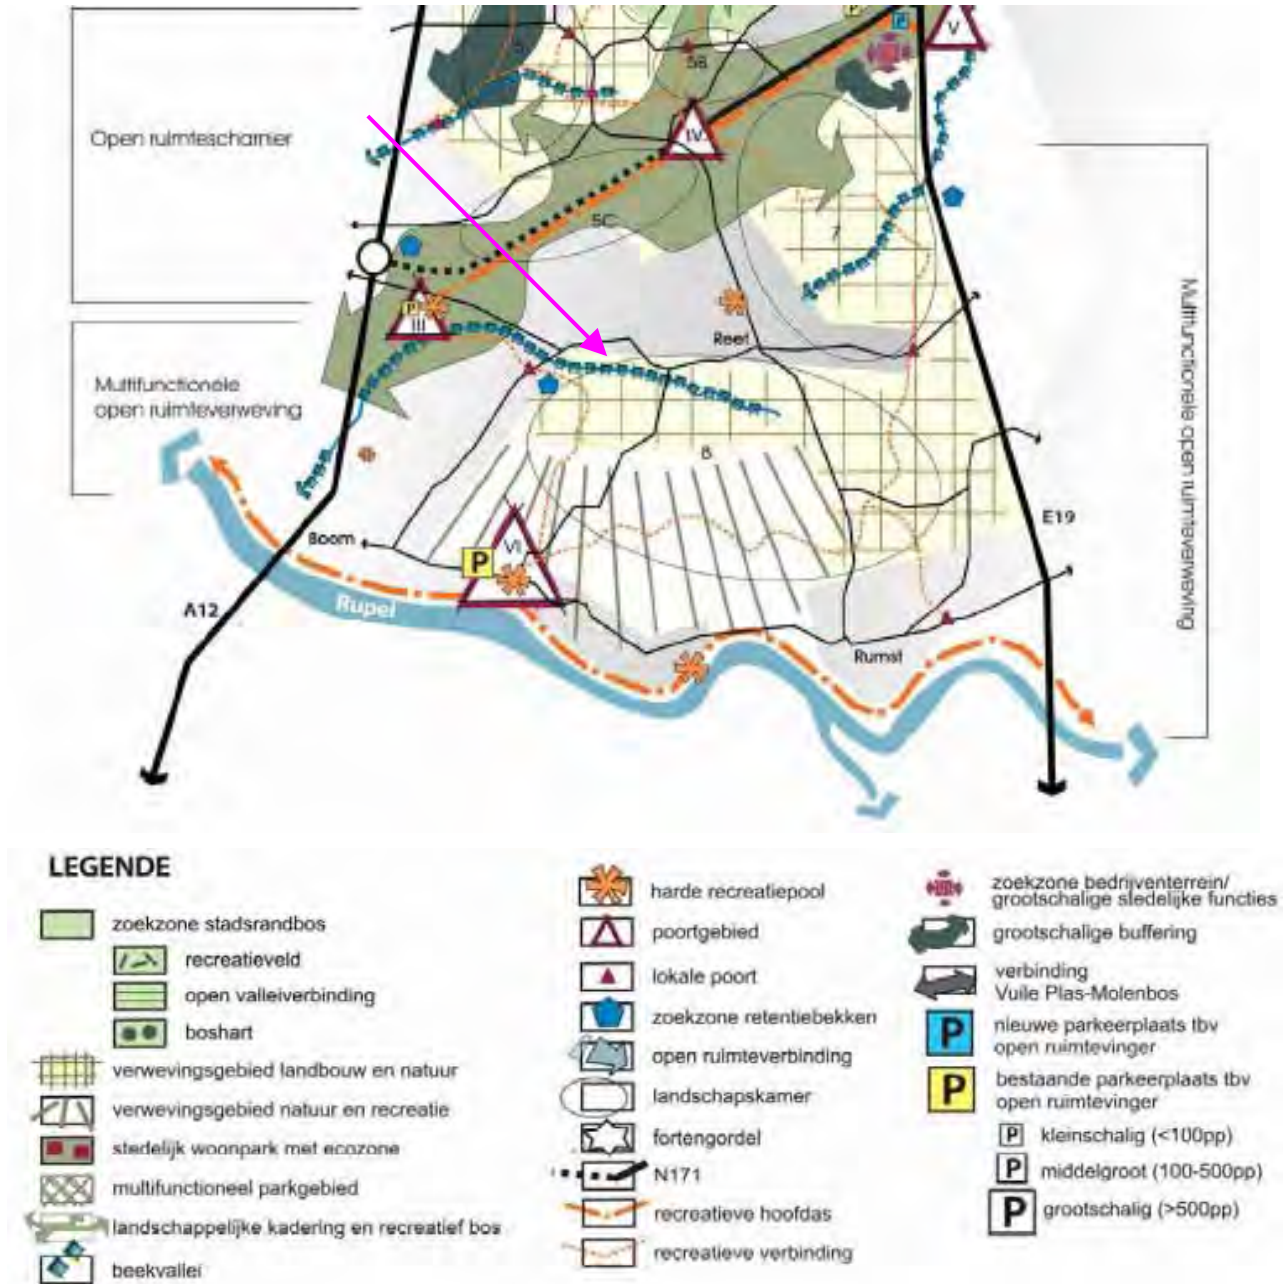 V
P
5B
IV
Open ruimtescharnier
5C
7
P
III
Reet
Multifunctionele
open ruimteverweving
Multifunctionele open ruimteverweving
8
E19
Boom
VI
P
A12
Rupel
Rumst
LEGENDE
zoekzone stadsrandbos
recreatieveld
open valleiverbinding
boshart
verwevingsgebied landbouw en natuur
verwevingsgebied natuur en recreatie
stedelijk woonpark met ecozone
multifunctioneel parkgebied
landschappelijke kadering en recreatief bos
beekvallei
harde recreatiepool
poortgebied
lokale poort
zoekzone retentiebekken
open ruimteverbinding
landschapskamer
fortengordel
N171
recreatieve hoofdas
recreatieve verbinding
zoekzone bedrijventerrein/
grootschalige stedelijke functies
grootschalige buffering
verbinding
Vuile Plas-Molenbos
P nieuwe parkeerplaats tbv
open ruimtevinger
P bestaande parkeerplaats tbv
open ruimtevinger
P kleinschalig (<100pp)
P middelgroot (100-500pp)
P grootschalig (>500pp)